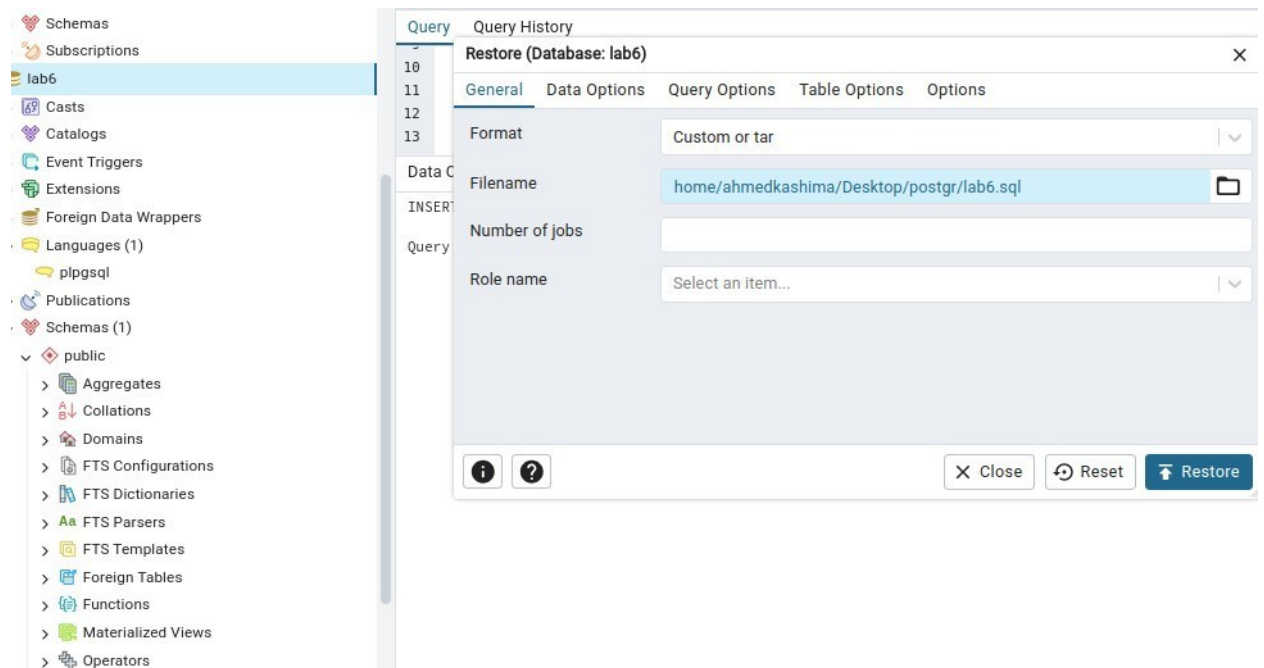 Schemas
Subscriptions
lab6
Casts
Catalogs
Event Triggers
Extensions
Foreign Data Wrappers
Languages (1)
plpgsql
Publications
Schemas (1)
public
Aggregates
Collations
Domains
FTS Configurations
FTS Dictionaries
Aa FTS Parsers
FTS Templates
Foreign Tables
Functions
Materialized Views
Operators
Query Query History
10
11
12
13
Data O
INSERT
Query
Restore (Database: lab6)
General Data Options Query Options Table Options Options
Format Custom or tar
Filename home/ahmedkashima/Desktop/postgr/lab6.sql
Number of jobs
Role name Select an item...
Close Reset Restore